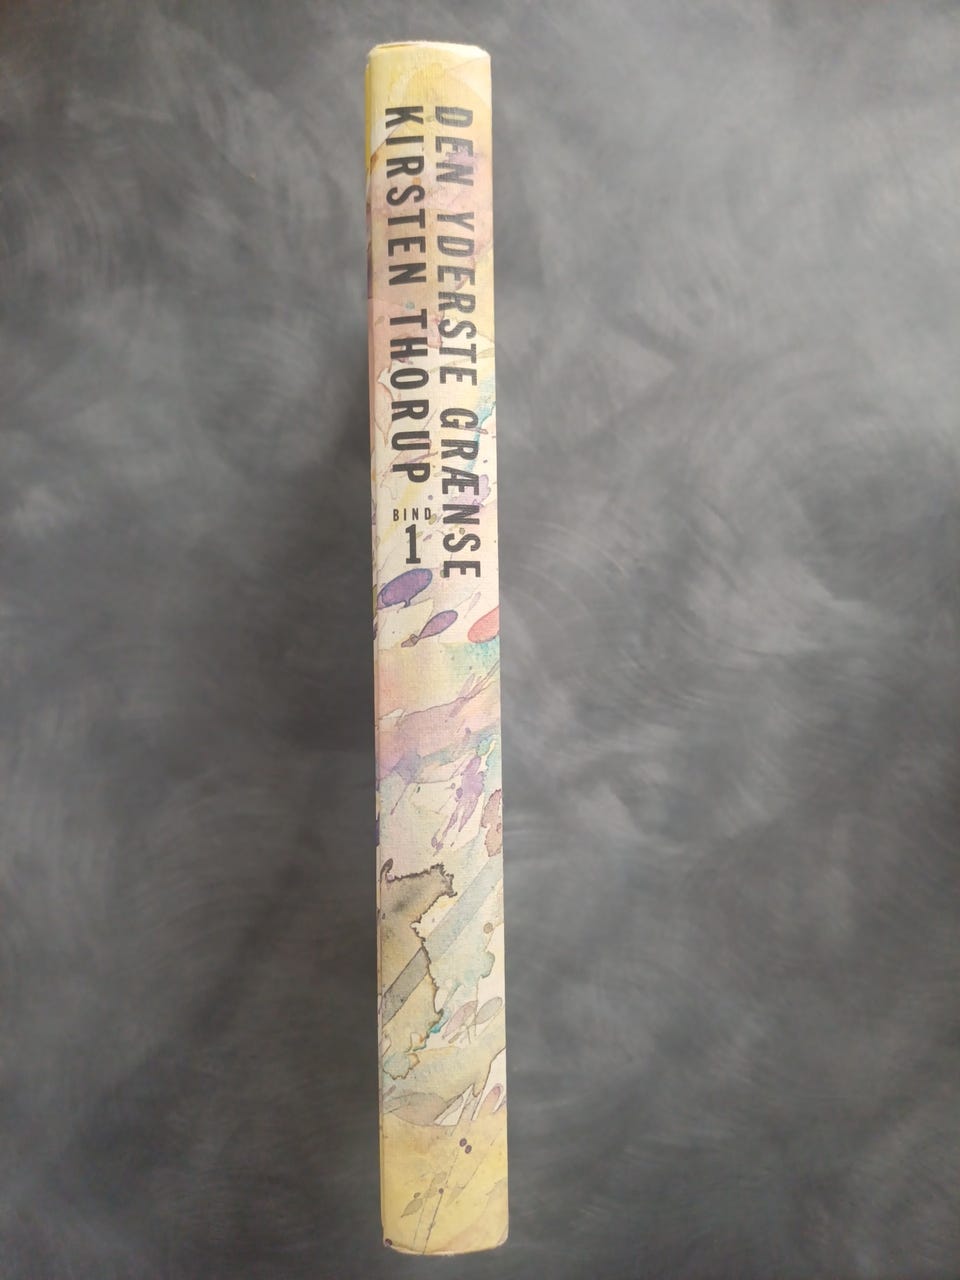 DEN YDERSTE GRÆNSE
KIRSTEN THORUP
BIND
1